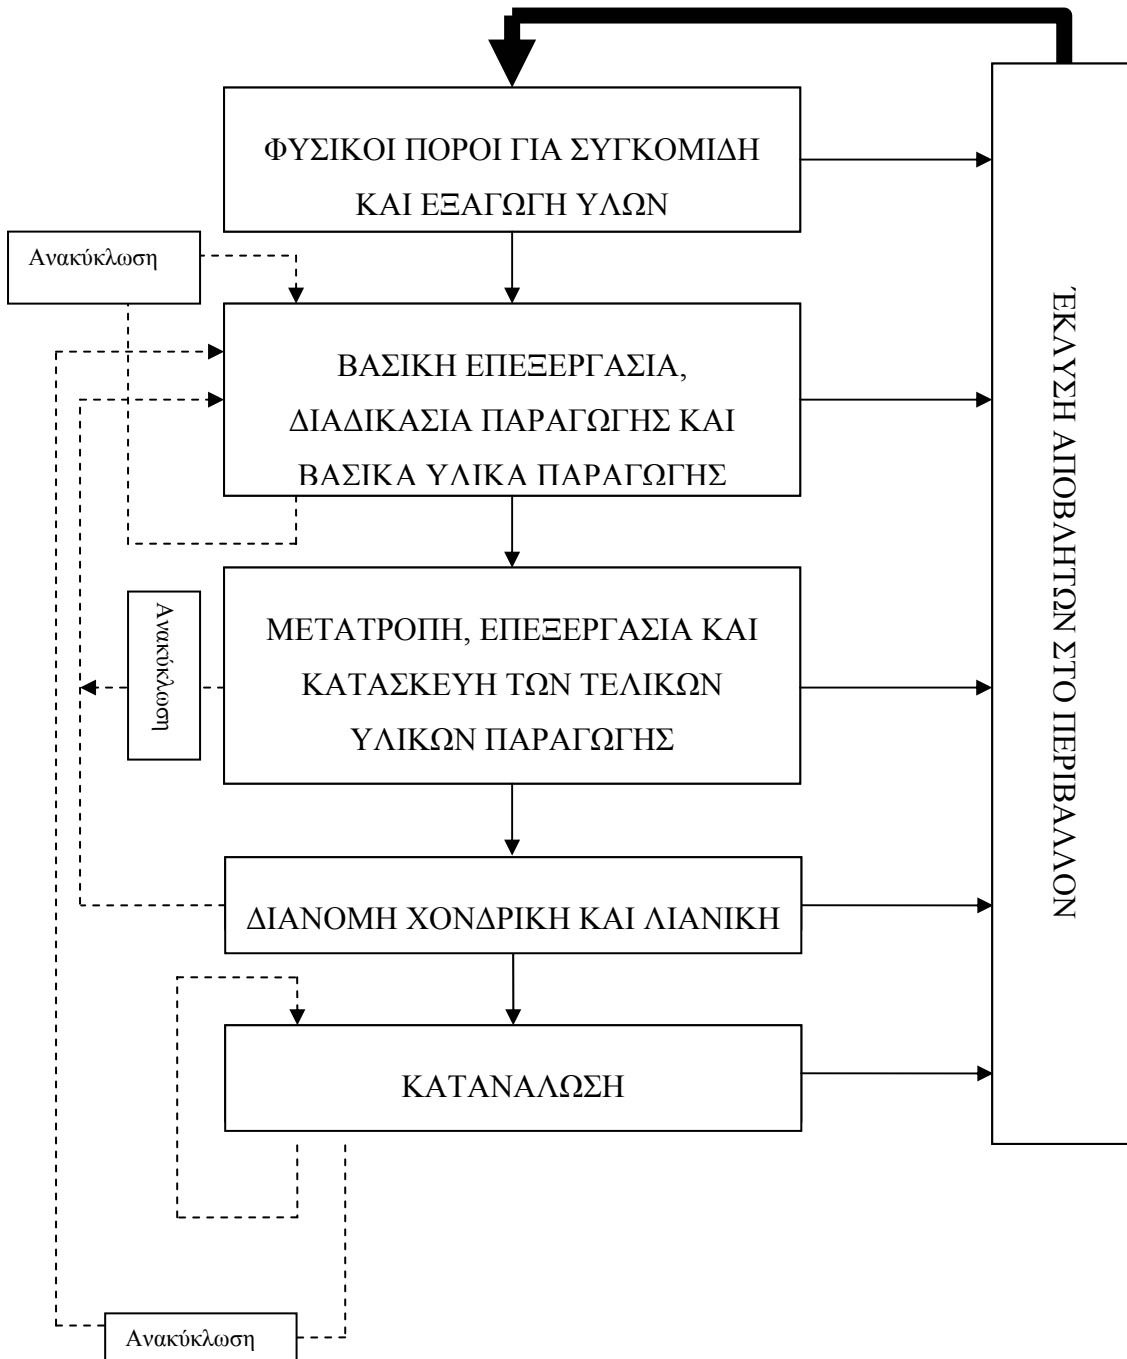 ΦΥΣΙΚΟΙ ΠΟΡΟΙ ΓΙΑ ΣΥΓΚΟΜΙΔΗ
ΚΑΙ ΕΞΑΓΩΓΗ ΥΛΩΝ
Ανακύκλωση
ΒΑΣΙΚΗ ΕΠΕΞΕΡΓΑΣΙΑ,
ΔΙΑΔΙΚΑΣΙΑ ΠΑΡΑΓΩΓΗΣ ΚΑΙ
ΒΑΣΙΚΑ ΥΛΙΚΑ ΠΑΡΑΓΩΓΗΣ
Ανακύκλωση
ΜΕΤΑΤΡΟΠΗ, ΕΠΕΞΕΡΓΑΣΙΑ ΚΑΙ
ΚΑΤΑΣΚΕΥΗ ΤΩΝ ΤΕΛΙΚΩΝ
ΥΛΙΚΩΝ ΠΑΡΑΓΩΓΗΣ
ΔΙΑΝΟΜΗ ΧΟΝΔΡΙΚΗ ΚΑΙ ΛΙΑΝΙΚΗ
ΚΑΤΑΝΑΛΩΣΗ
Ανακύκλωση
ΈΚΛΥΣΗ ΑΠΟΒΛΗΤΩΝ ΣΤΟ ΠΕΡΙΒΑΛΛΟΝ